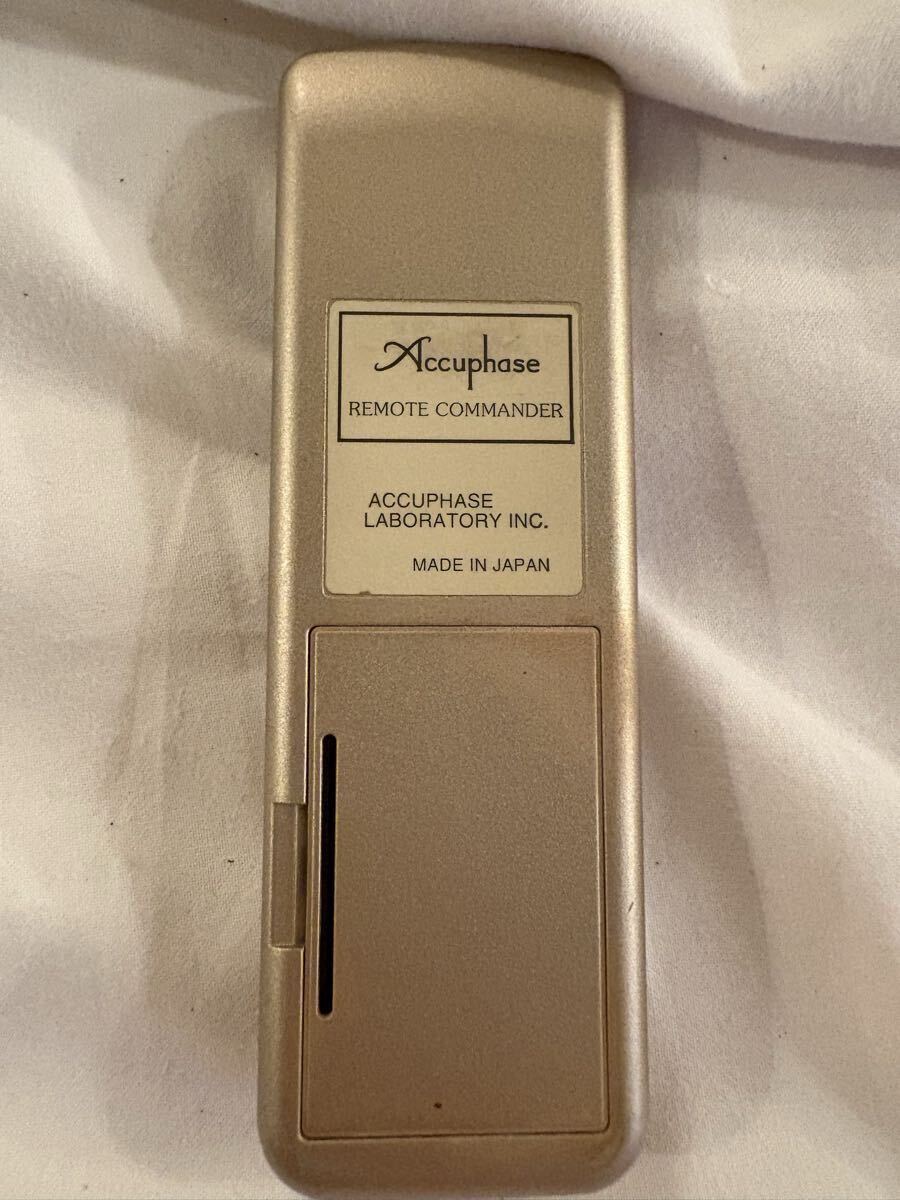 Accuphase
REMOTE COMMANDER
ACCUPHASE
LABORATORY INC.
MADE IN JAPAN